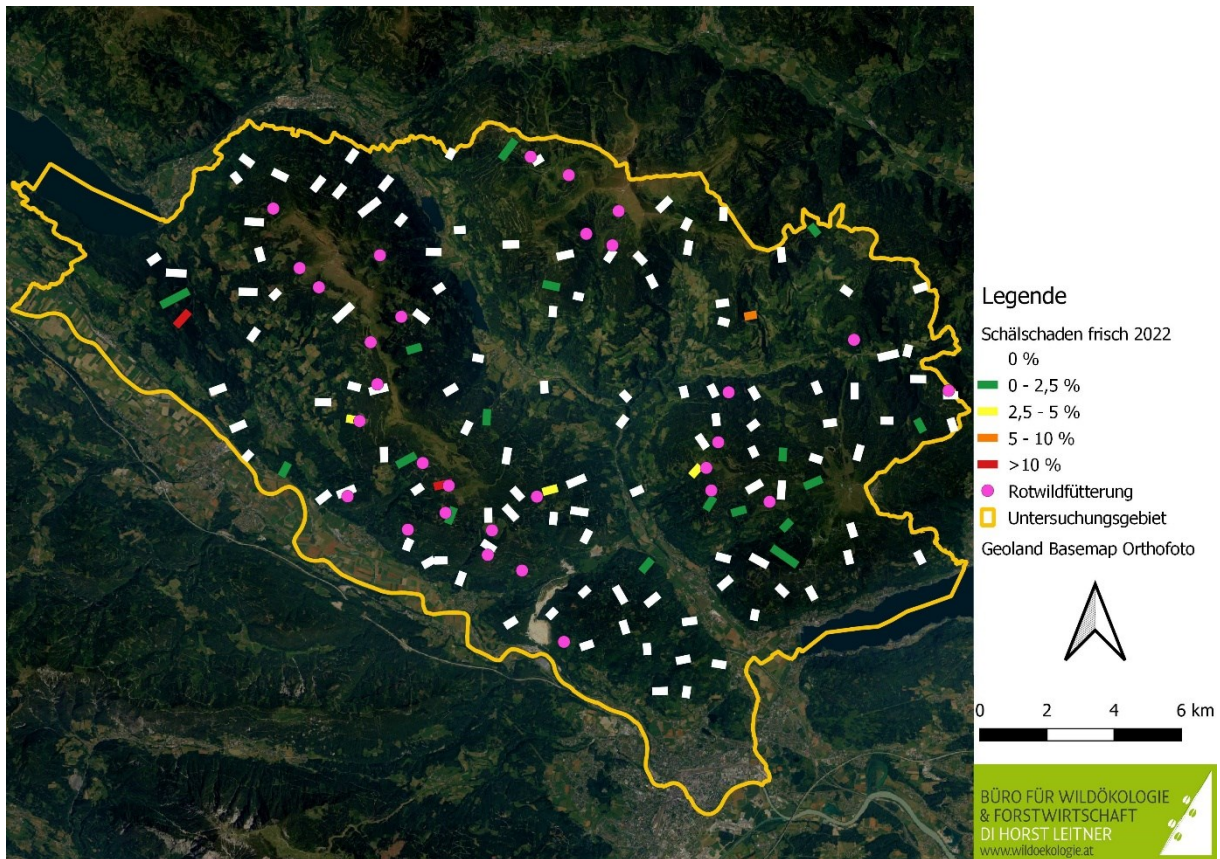 Legende
Schälschaden frisch 2022
0 %
0 - 2,5 %
2,5 - 5 %
5 - 10 %
>10 %
Rotwildfütterung
Untersuchungsgebiet
Geoland Basemap Orthofoto
0 2 4 6 km
BÜRO FÜR WILDÖKOLOGIE
& FORSTWIRTSCHAFT
DI HORST LEITNER
www.wildoekologie.at